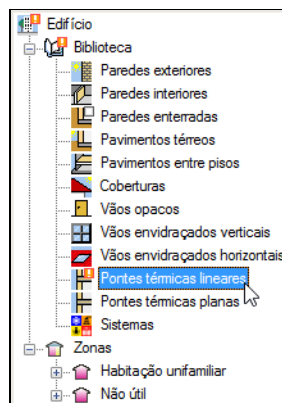 Edifício
Biblioteca
Paredes exteriores
Paredes interiores
Paredes enterradas
Pavimentos térreos
Pavimentos entre pisos
Coberturas
Vãos opacos
Vãos envidraçados verticais
Vãos envidraçados horizontais
Pontes térmicas lineares
Pontes térmicas planas
Sistemas
Zonas
Habitação unifamiliar
Não útil